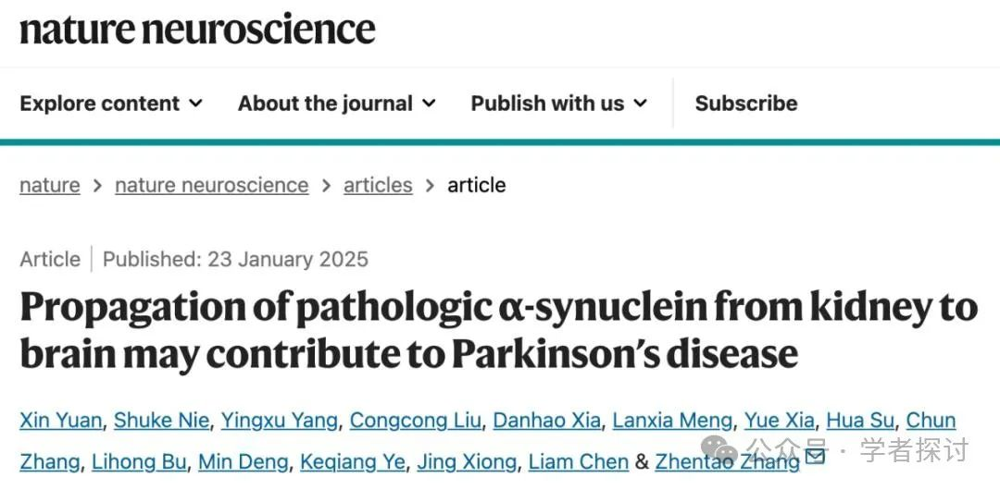 nature neuroscience
Explore content About the journal Publish with us Subscribe
nature > nature neuroscience > articles > article
Article | Published: 23 January 2025
Propagation of pathologic α-synuclein from kidney to
brain may contribute to Parkinson's disease
Xin Yuan, Shuke Nie, Yingxu Yang, Congcong Liu, Danhao Xia, Lanxia Meng, Yue Xia, Hua Su, Chun
Zhang, Lihong Bu, Min Deng, Keqiang Ye, Jing Xiong, Liam Chen & Zhentao Zhang
公众号 · 学者探讨